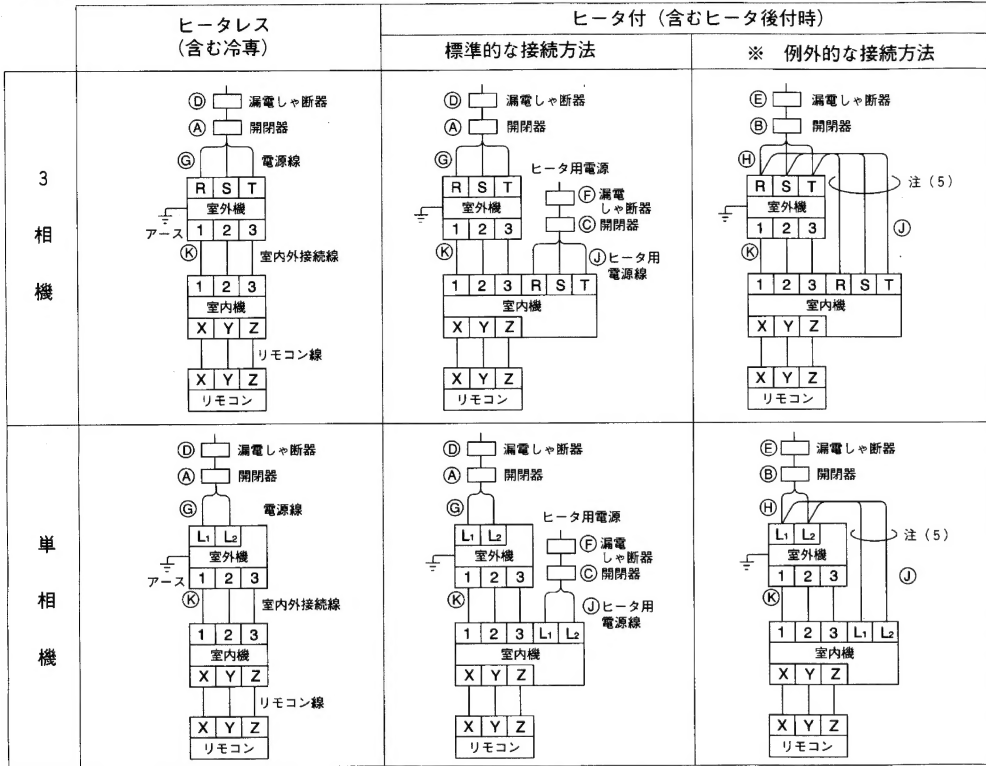 ヒータレス
(含む冷専)
ヒータ付(含むヒータ後付時)
標準的な接続方法
※ 例外的な接続方法
3相機
Ⓓ 漏電しゃ断器
Ⓐ 開閉器
Ⓖ 電源線
R S T
室外機
アース
1 2 3
Ⓚ 室内外接続線
1 2 3
室内機
X Y Z
リモコン線
X Y Z
リモコン
Ⓓ 漏電しゃ断器
Ⓐ 開閉器
Ⓖ
R S T
室外機
1 2 3
Ⓚ
ヒータ用電源
Ⓕ 漏電
しゃ断器
Ⓒ 開閉器
Ⓙ ヒータ用
電源線
1 2 3 R S T
室内機
X Y Z
X Y Z
リモコン
Ⓔ 漏電しゃ断器
Ⓑ 開閉器
Ⓗ
R S T
注(5)
室外機
1 2 3
Ⓙ
Ⓚ
1 2 3 R S T
室内機
X Y Z
X Y Z
リモコン
単相機
Ⓓ 漏電しゃ断器
Ⓐ 開閉器
Ⓖ 電源線
L₁ L₂
室外機
アース
1 2 3
Ⓚ 室内外接続線
1 2 3
室内機
X Y Z
リモコン線
X Y Z
リモコン
Ⓓ 漏電しゃ断器
Ⓐ 開閉器
Ⓖ
L₁ L₂
室外機
1 2 3
Ⓚ
ヒータ用電源
Ⓕ 漏電
しゃ断器
Ⓒ 開閉器
Ⓙ ヒータ用
電源線
1 2 3 L₁ L₂
室内機
X Y Z
X Y Z
リモコン
Ⓔ 漏電しゃ断器
Ⓑ 開閉器
Ⓗ
L₁ L₂
注(5)
室外機
1 2 3
Ⓙ
Ⓚ
1 2 3 L₁ L₂
室内機
X Y Z
X Y Z
リモコン